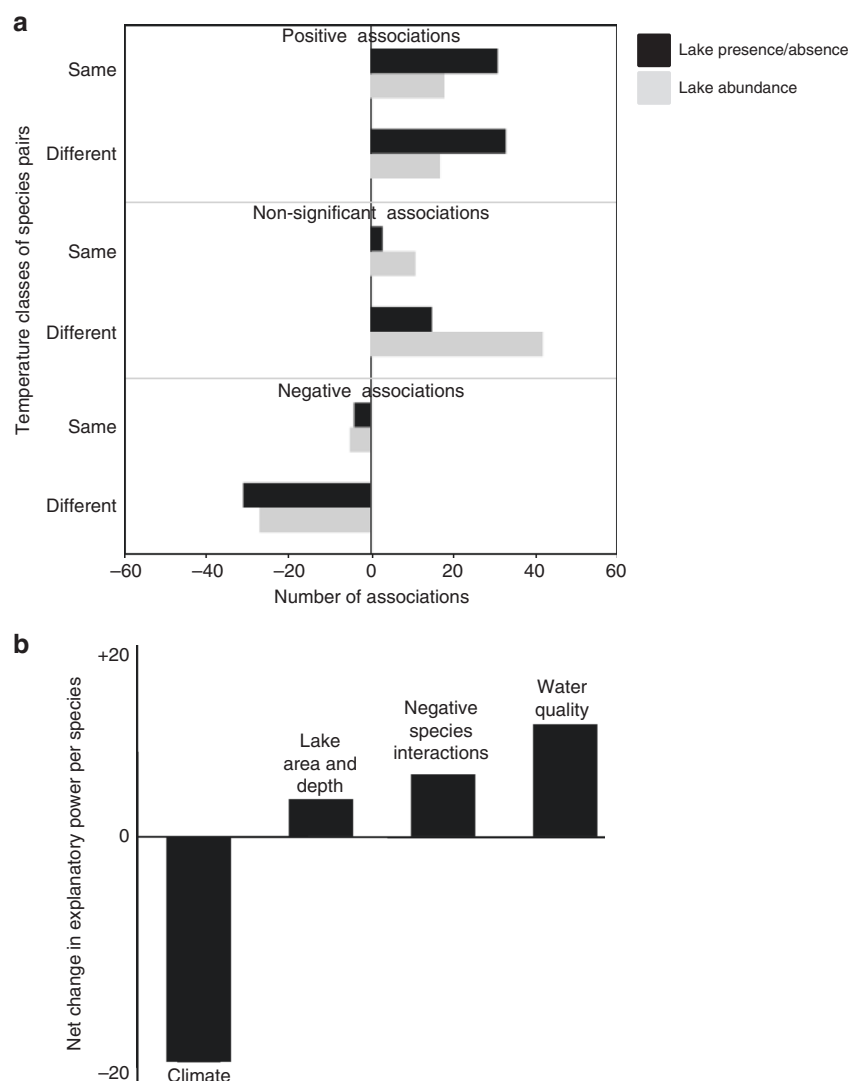 a
Positive associations
Lake presence/absence
Same
Lake abundance
Different
Non-significant associations
Same
Different
Negative associations
Same
Different
Temperature classes of species pairs
–60 –40 –20 0 20 40 60
Number of associations
b
+20
0
–20
Net change in explanatory power per species
Climate
Lake
area and
depth
Negative
species
interactions
Water
quality